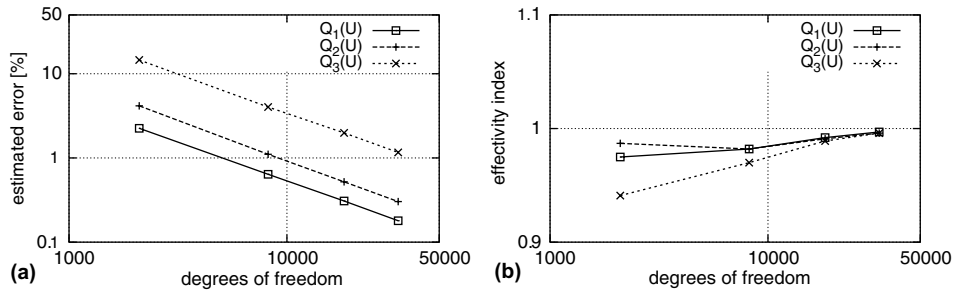 50
10
1
0.1
estimated error [%]
Q1(U)
Q2(U)
Q3(U)
1000
10000
50000
degrees of freedom
(a)
1.1
1
0.9
effectivity index
Q1(U)
Q2(U)
Q3(U)
1000
10000
50000
degrees of freedom
(b)